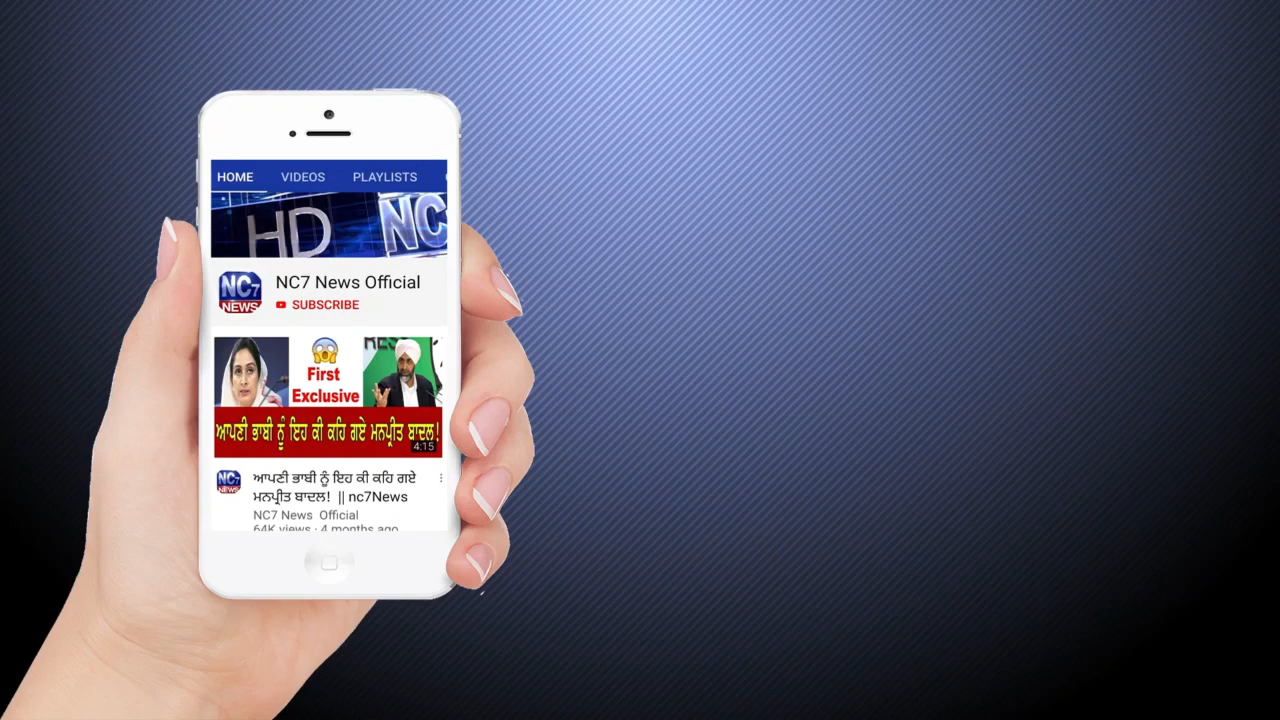 HOME VIDEOS PLAYLISTS
HD NC
NC7 NEWS
NC7 News Official
SUBSCRIBE
First
Exclusive
ਆਪਣੀ ਭਾਬੀ ਨੂੰ ਇਹ ਕੀ ਕਹਿ ਗਏ ਮਨਪ੍ਰੀਤ ਬਾਦਲ!
4:15
NC7 NEWS
ਆਪਣੀ ਭਾਬੀ ਨੂੰ ਇਹ ਕੀ ਕਹਿ ਗਏ
ਮਨਪ੍ਰੀਤ ਬਾਦਲ! || nc7News
NC7 News Official
64K views · 4 months ago